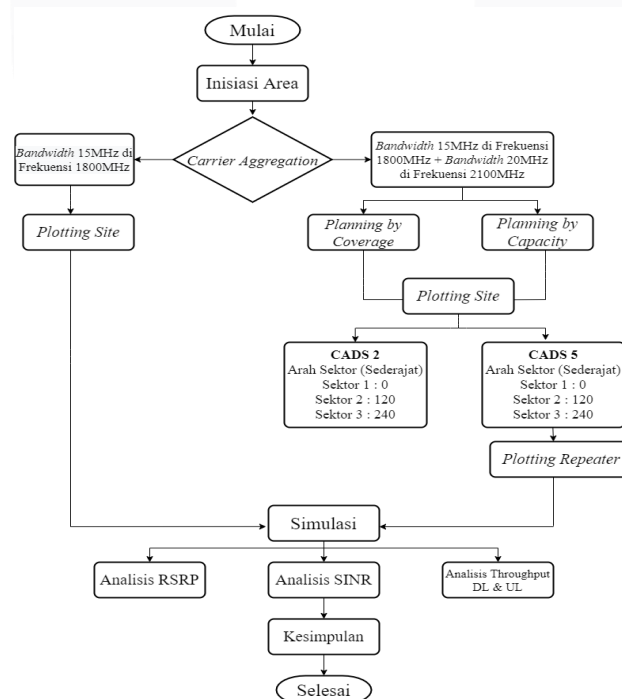 Mulai
Inisiasi Area
Bandwidth 15MHz di
Frekuensi 1800MHz
Carrier Aggregation
Bandwidth 15MHz di Frekuensi
1800MHz + Bandwidth 20MHz
di Frekuensi 2100MHz
Plotting Site
Planning by
Coverage
Planning by
Capacity
Plotting Site
CADS 2
Arah Sektor (Sederajat)
Sektor 1 : 0
Sektor 2 : 120
Sektor 3 : 240
CADS 5
Arah Sektor (Sederajat)
Sektor 1 : 0
Sektor 2 : 120
Sektor 3 : 240
Plotting Repeater
Simulasi
Analisis RSRP
Analisis SINR
Analisis Throughput
DL & UL
Kesimpulan
Selesai